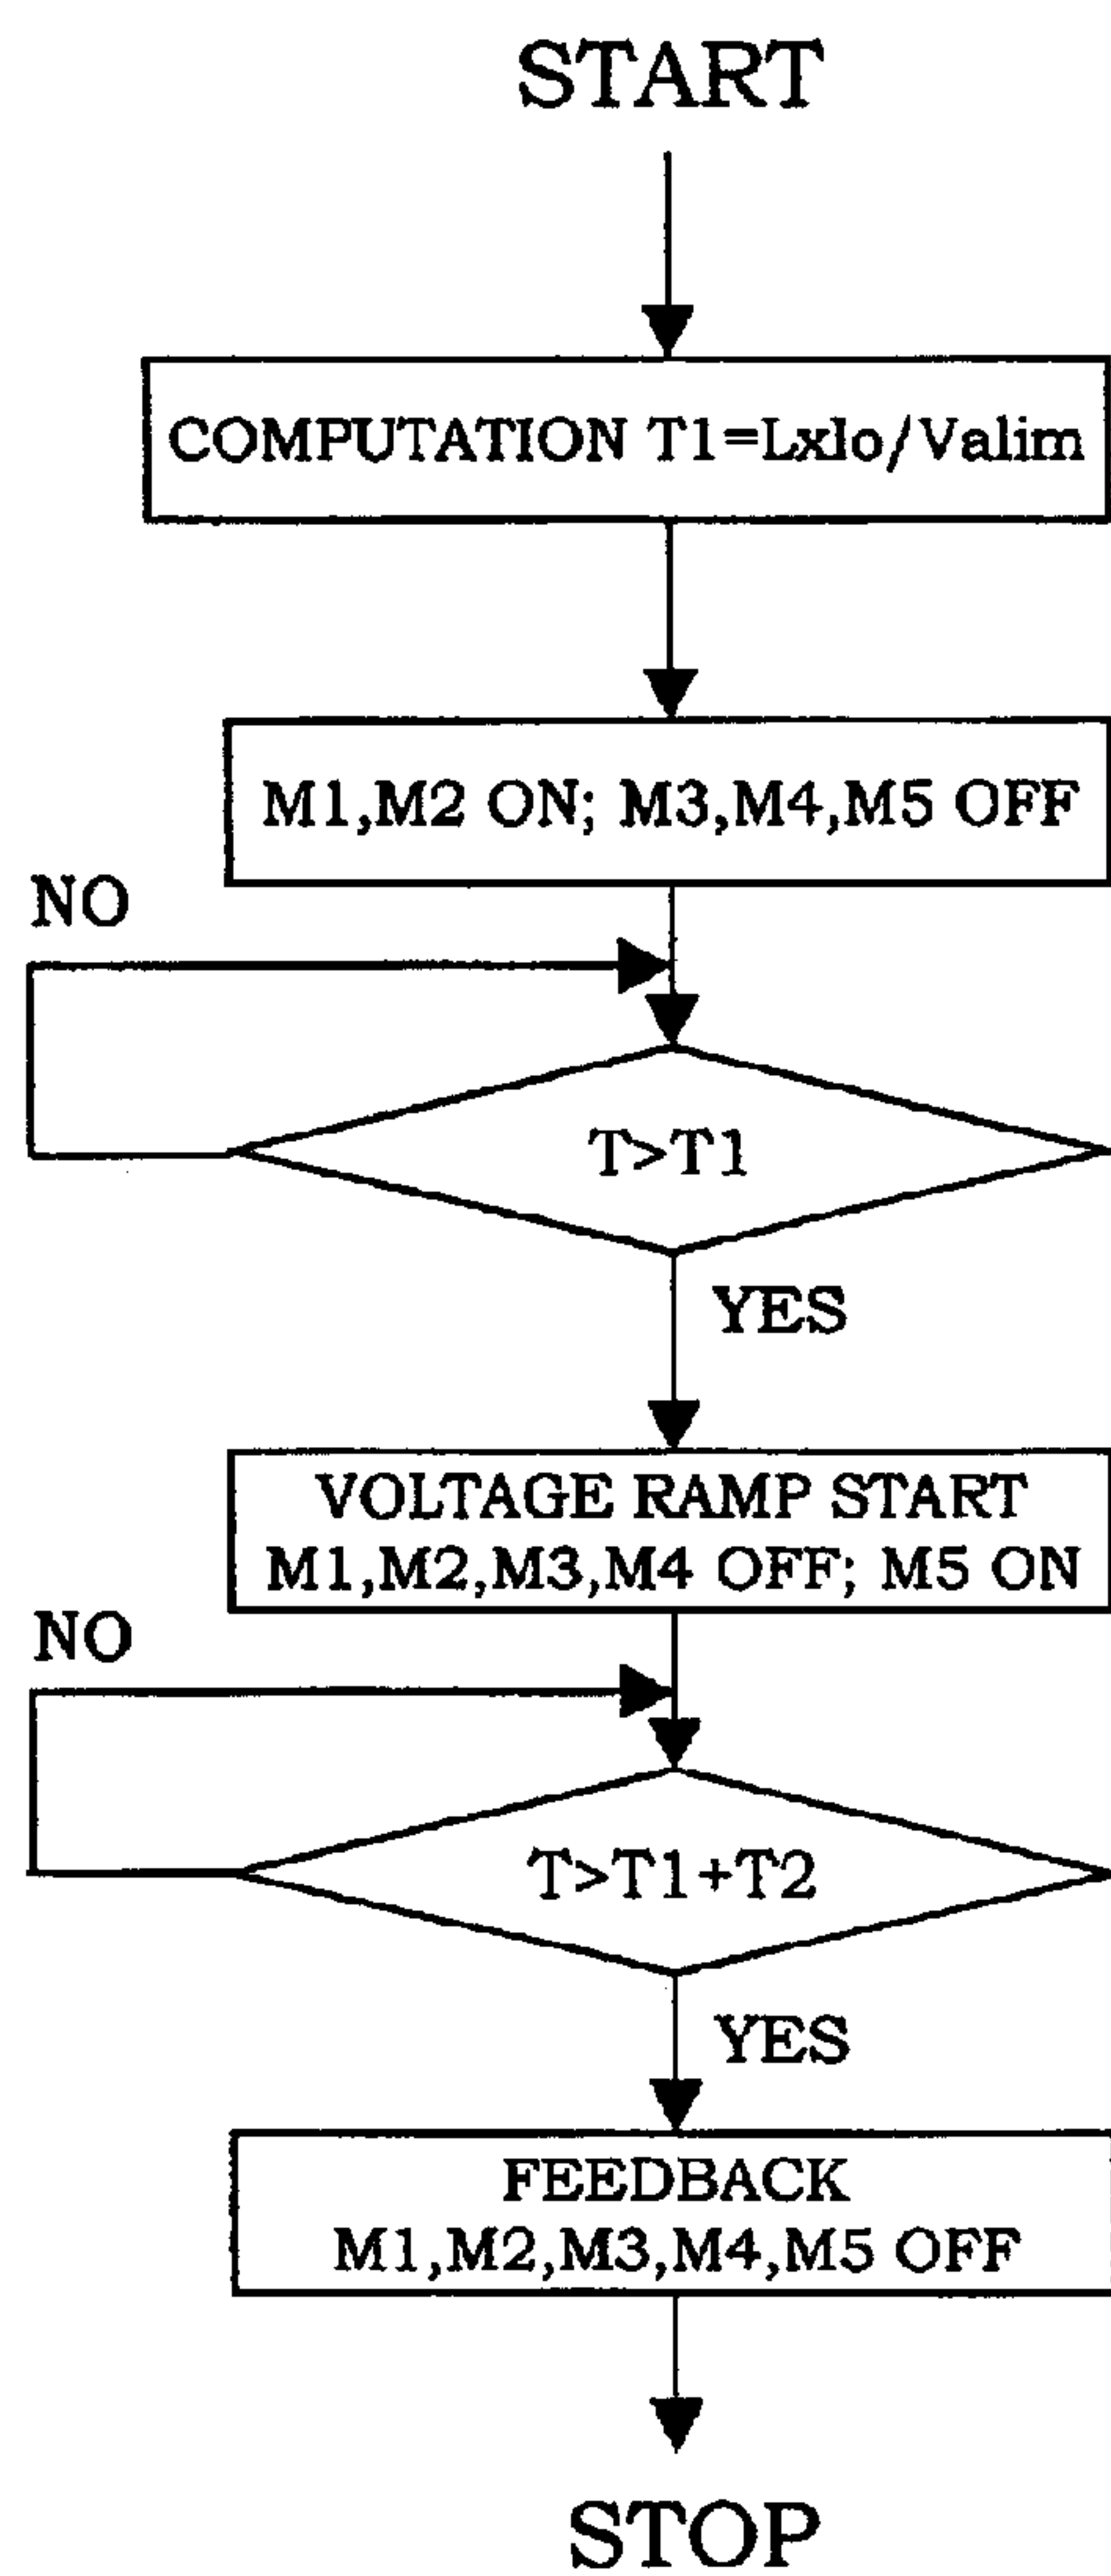 START
COMPUTATION T1=LxIo/Valim
M1,M2 ON; M3,M4,M5 OFF
NO
T>T1
YES
VOLTAGE RAMP START
M1,M2,M3,M4 OFF; M5 ON
NO
T>T1+T2
YES
FEEDBACK
M1,M2,M3,M4,M5 OFF
STOP